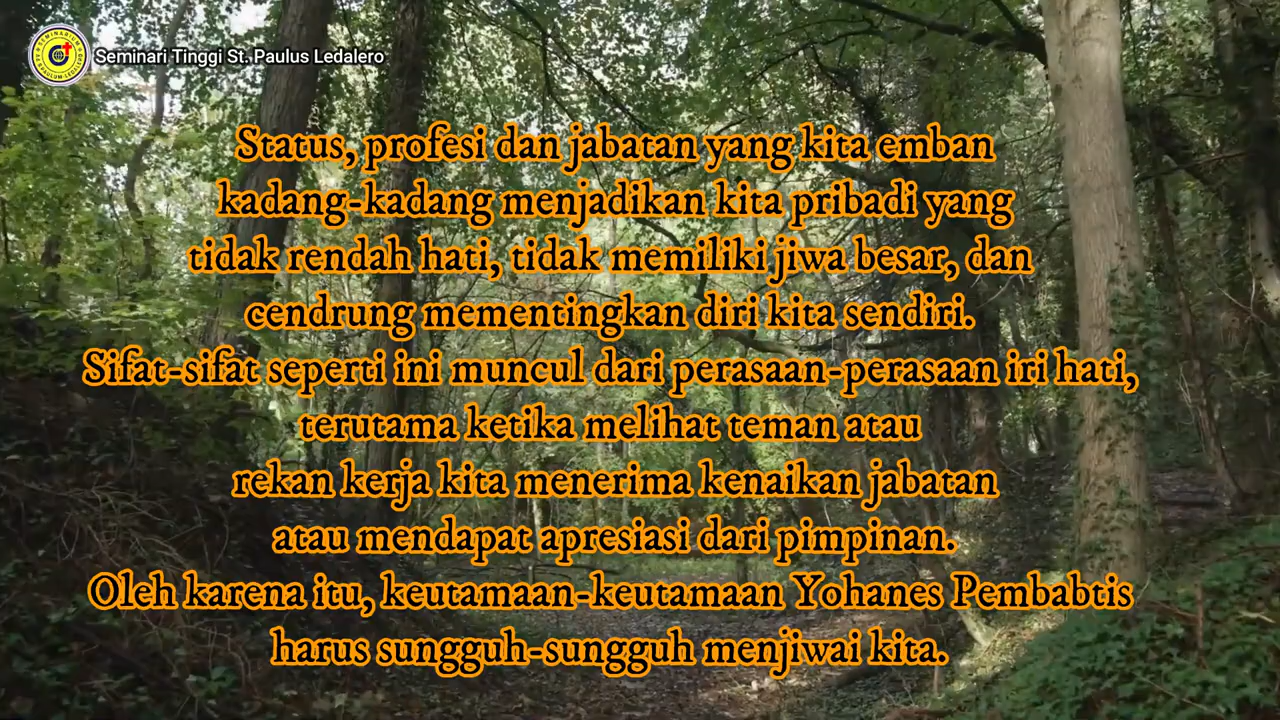 Seminari Tinggi St. Paulus Ledalero
Status, profesi dan jabatan yang kita emban
kadang-kadang menjadikan kita pribadi yang
tidak rendah hati, tidak memiliki jiwa besar, dan
cendrung mementingkan diri kita sendiri.
Sifat-sifat seperti ini muncul dari perasaan-perasaan iri hati,
terutama ketika melihat teman atau
rekan kerja kita menerima kenaikan jabatan
atau mendapat apresiasi dari pimpinan.
Oleh karena itu, keutamaan-keutamaan Yohanes Pembabtis
harus sungguh-sungguh menjiwai kita.